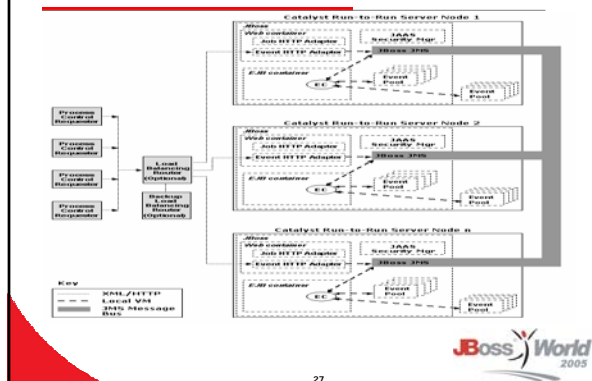 Catalyst Run-to-Run Server Node 1
JBoss
Web container
Job HTTP Adapter
Event HTTP Adapter
JAAS
Security Mgr
JBoss JMS
EJB container
EC
Event
Pool
Event
Pool
Catalyst Run-to-Run Server Node 2
JBoss
Web container
Job HTTP Adapter
Event HTTP Adapter
JAAS
Security Mgr
JBoss JMS
EJB container
EC
Event
Pool
Event
Pool
Catalyst Run-to-Run Server Node n
JBoss
Web container
Job HTTP Adapter
Event HTTP Adapter
JAAS
Security Mgr
JBoss JMS
EJB container
EC
Event
Pool
Event
Pool
Process
Control
Requester
Process
Control
Requester
Process
Control
Requester
Process
Control
Requester
Load
Balancing
Router
(Optional)
Backup
Load
Balancing
Router
(Optional)
Key
XML/HTTP
Local VM
JMS Message
Bus
JBoss World
2005
27